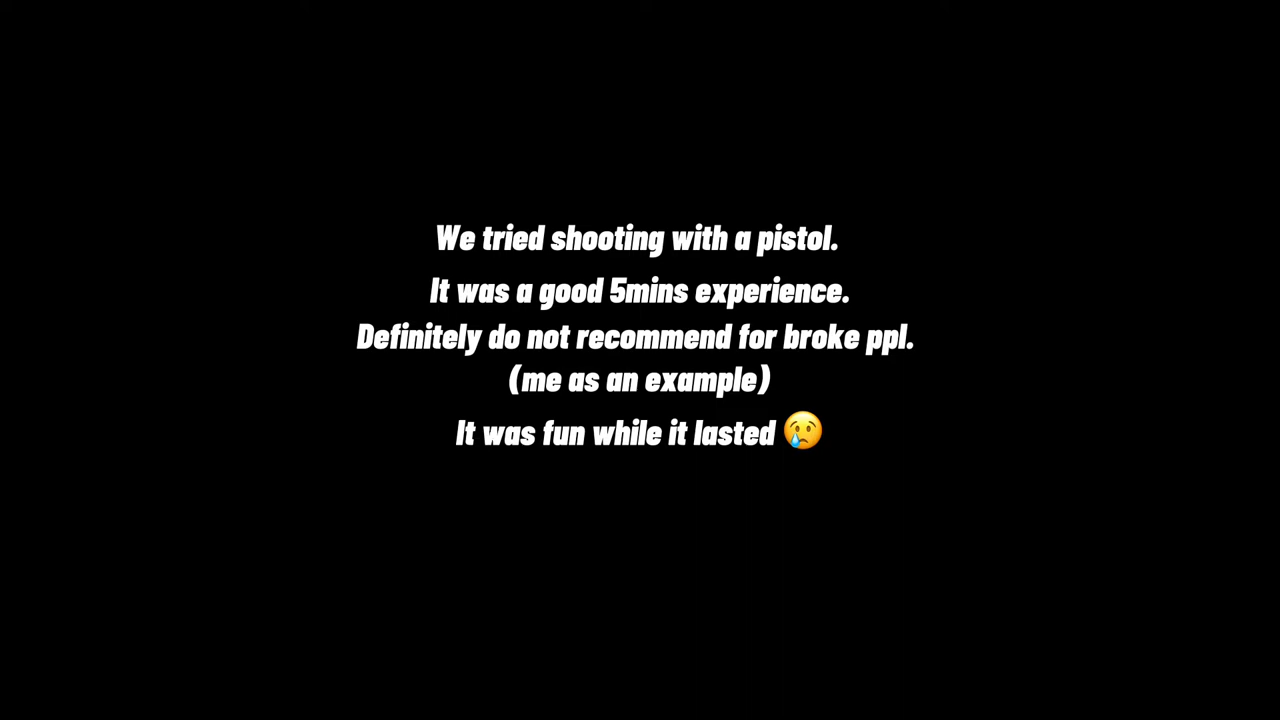 We tried shooting with a pistol.
It was a good 5mins experience.
Definitely do not recommend for broke ppl.
(me as an example)
It was fun while it lasted 😢